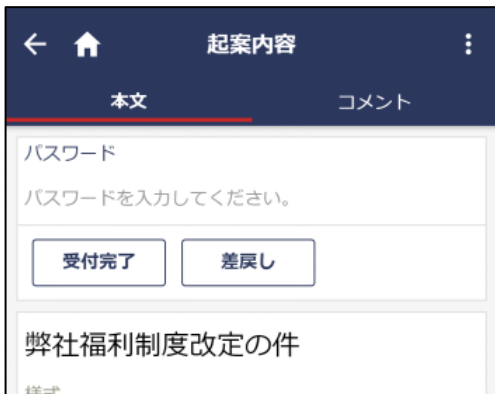 起案内容
本文 コメント
パスワード
パスワードを入力してください。
受付完了 差戻し
弊社福利制度改定の件
様式